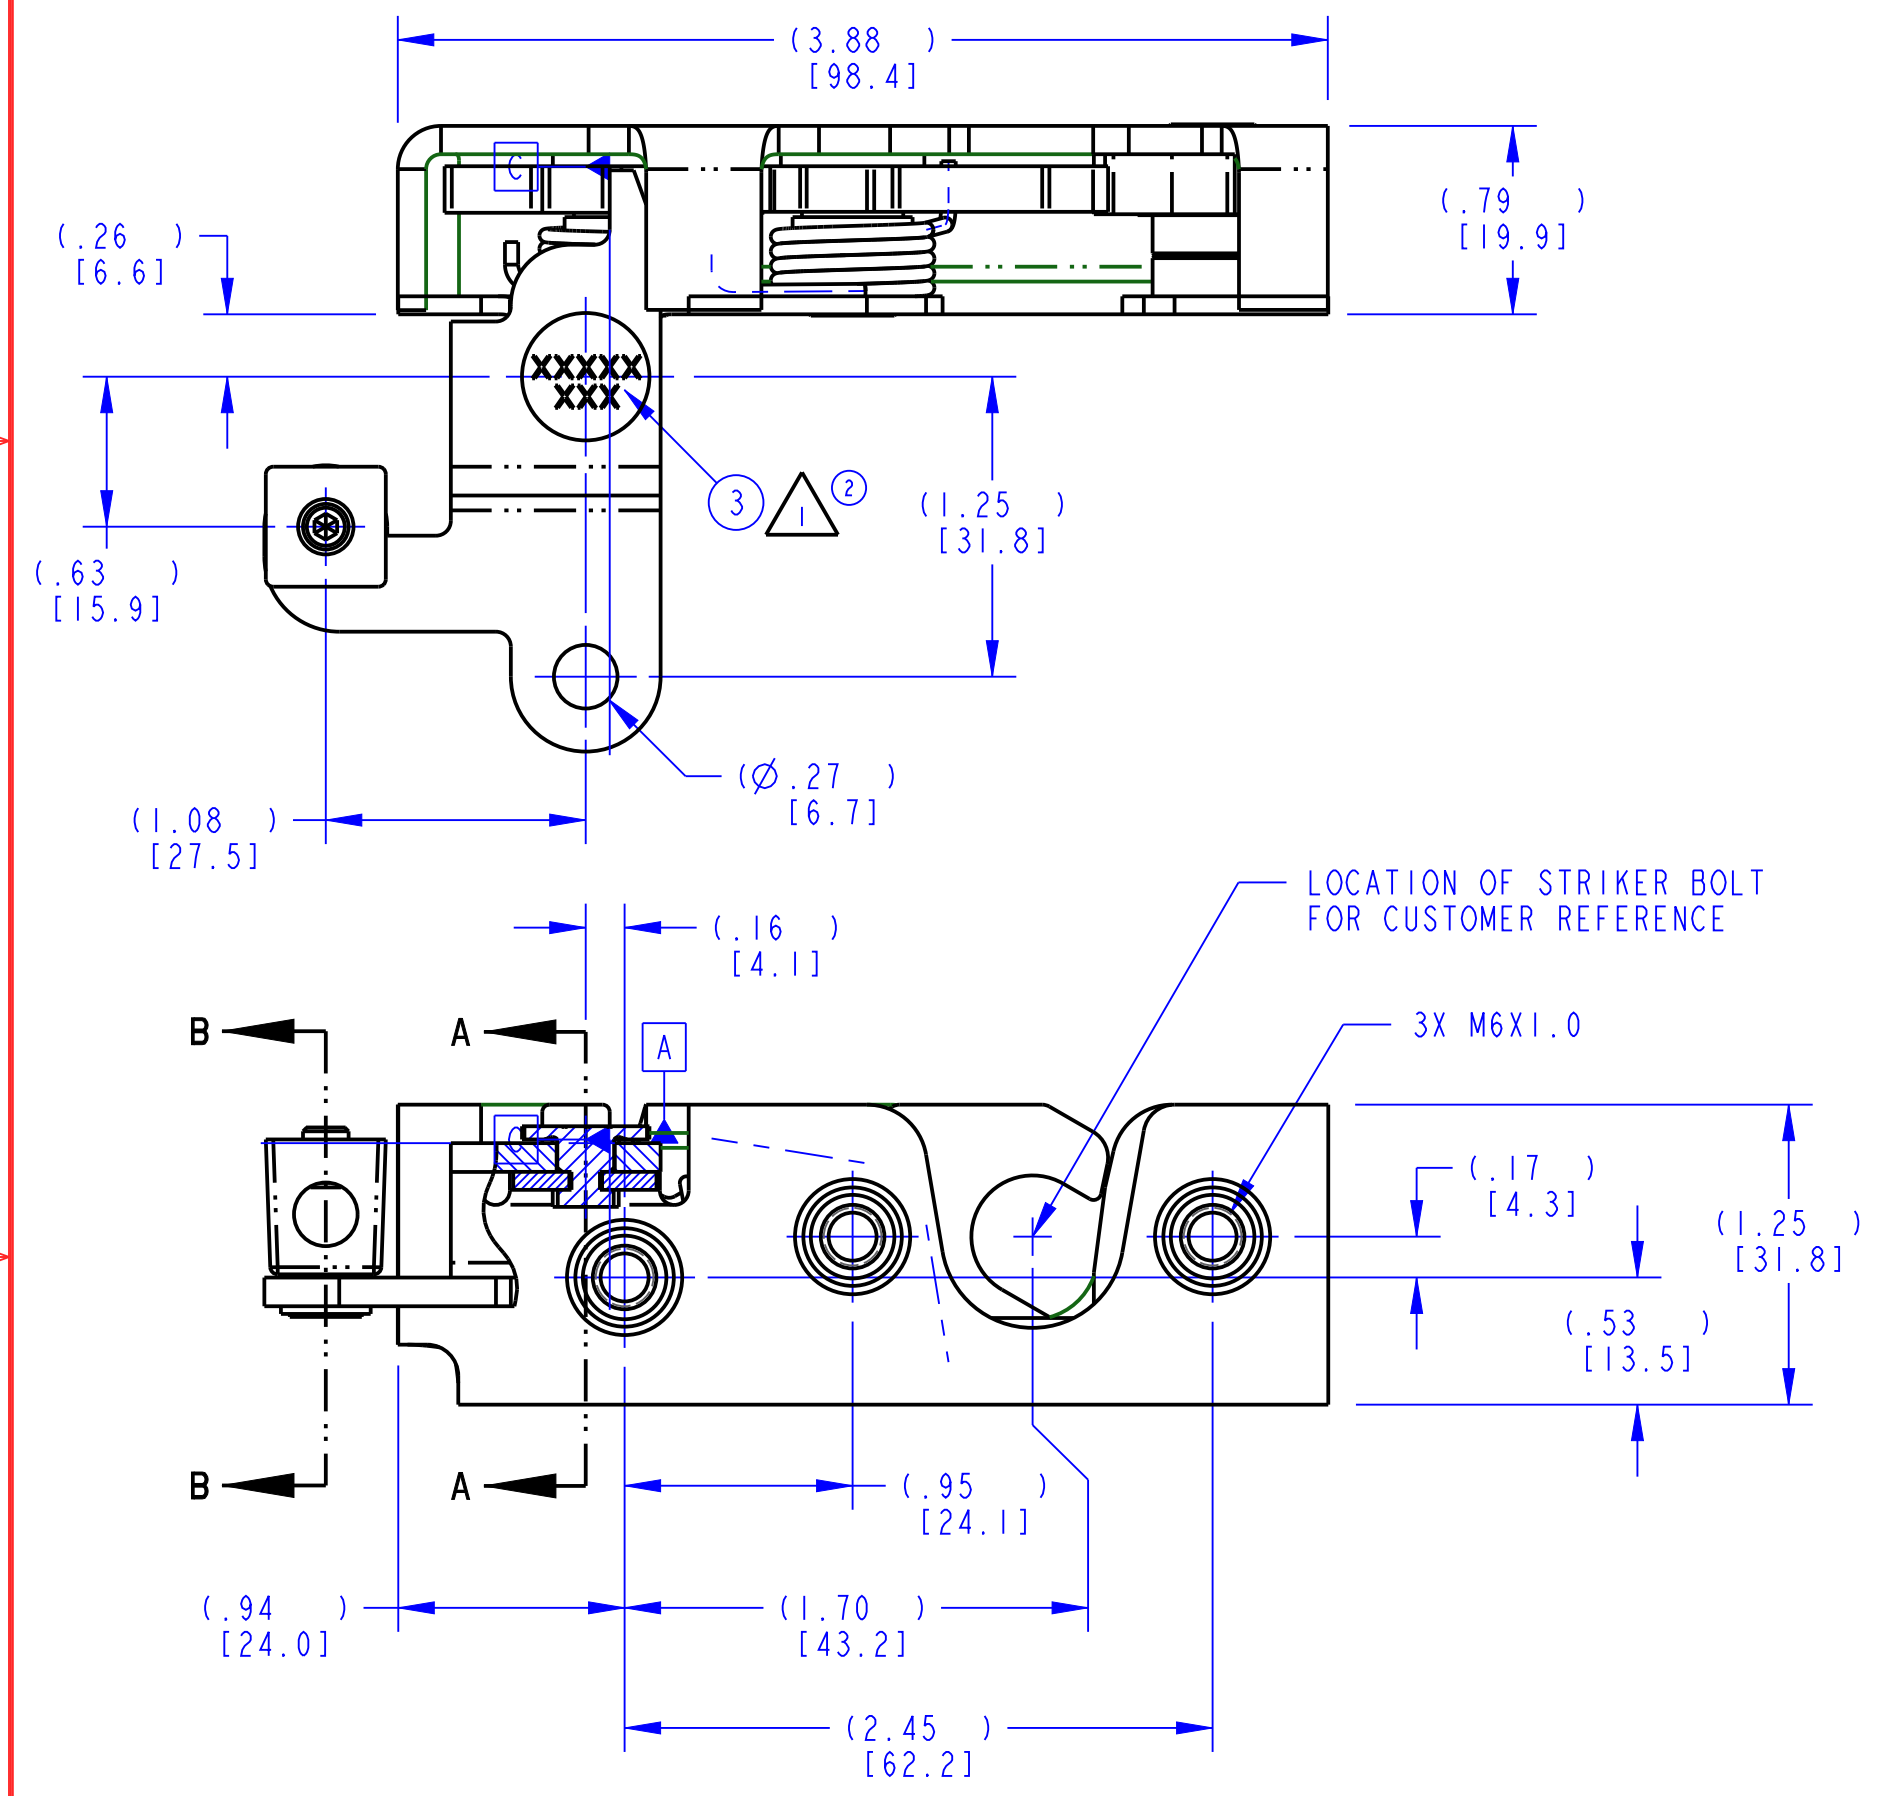 (3.88 )
[98.4]
C
(.79 )
[19.9]
(.26 )
[6.6]
XXXXX
XXX
3
1
2
(1.25 )
[31.8]
(.63 )
[15.9]
(Ø.27 )
[6.7]
(1.08 )
[27.5]
LOCATION OF STRIKER BOLT
FOR CUSTOMER REFERENCE
(.16 )
[4.1]
B
A
A
3X M6X1.0
C
(.17 )
[4.3]
(1.25 )
[31.8]
(.53 )
[13.5]
B
A
(.95 )
[24.1]
(.94 )
[24.0]
(1.70 )
[43.2]
(2.45 )
[62.2]